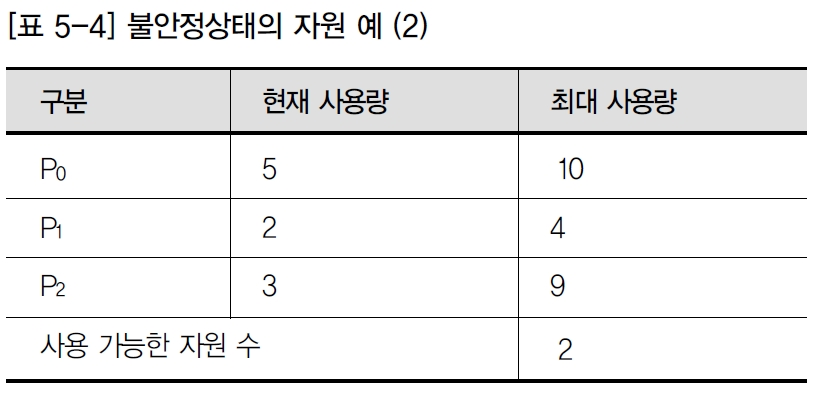 [표 5-4] 불안정상태의 자원 예 (2)
구분 현재 사용량 최대 사용량
P0 5 10
P1 2 4
P2 3 9
사용 가능한 자원 수 2